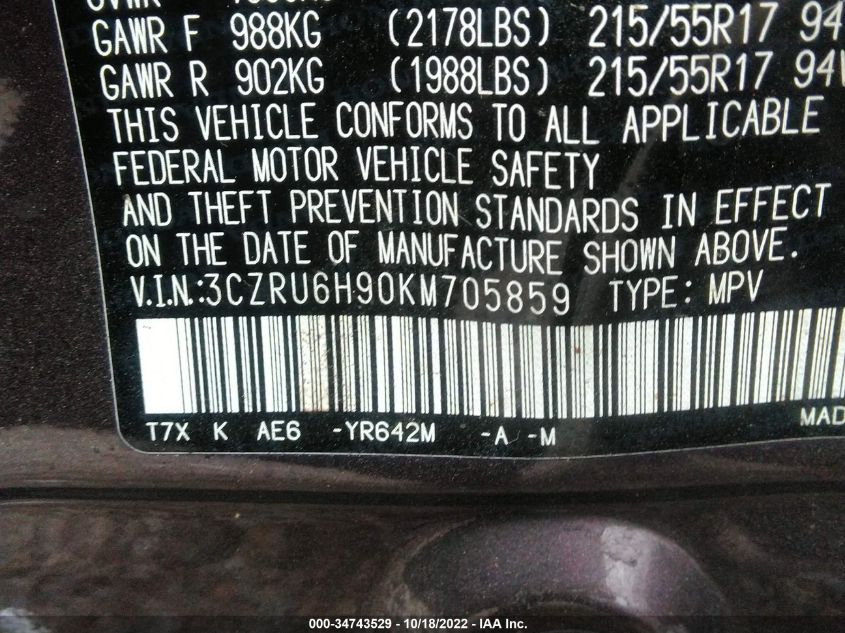 GVWR
GAWR F 988KG (2178LBS) 215/55R17 94
GAWR R 902KG (1988LBS) 215/55R17 94V
THIS VEHICLE CONFORMS TO ALL APPLICABLE
FEDERAL MOTOR VEHICLE SAFETY
AND THEFT PREVENTION STANDARDS IN EFFECT
ON THE DATE OF MANUFACTURE SHOWN ABOVE.
V.I.N.:3CZRU6H90KM705859 TYPE: MPV
T7X K AE6 -YR642M -A -M MAD
000-34743529 - 10/18/2022 - IAA Inc.